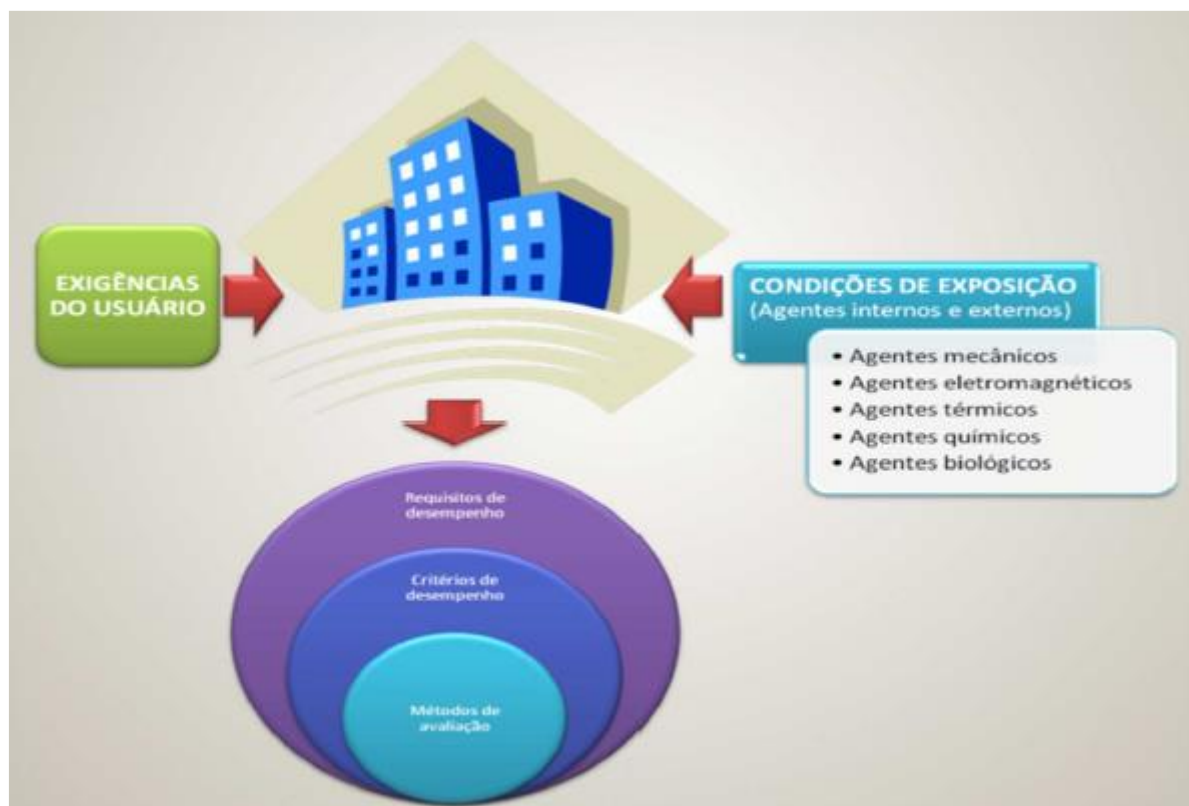 EXIGÊNCIAS
DO USUÁRIO
CONDIÇÕES DE EXPOSIÇÃO
(Agentes internos e externos)
• Agentes mecânicos
• Agentes eletromagnéticos
• Agentes térmicos
• Agentes químicos
• Agentes biológicos
Requisitos de
desempenho
Critérios de
desempenho
Métodos de
avaliação